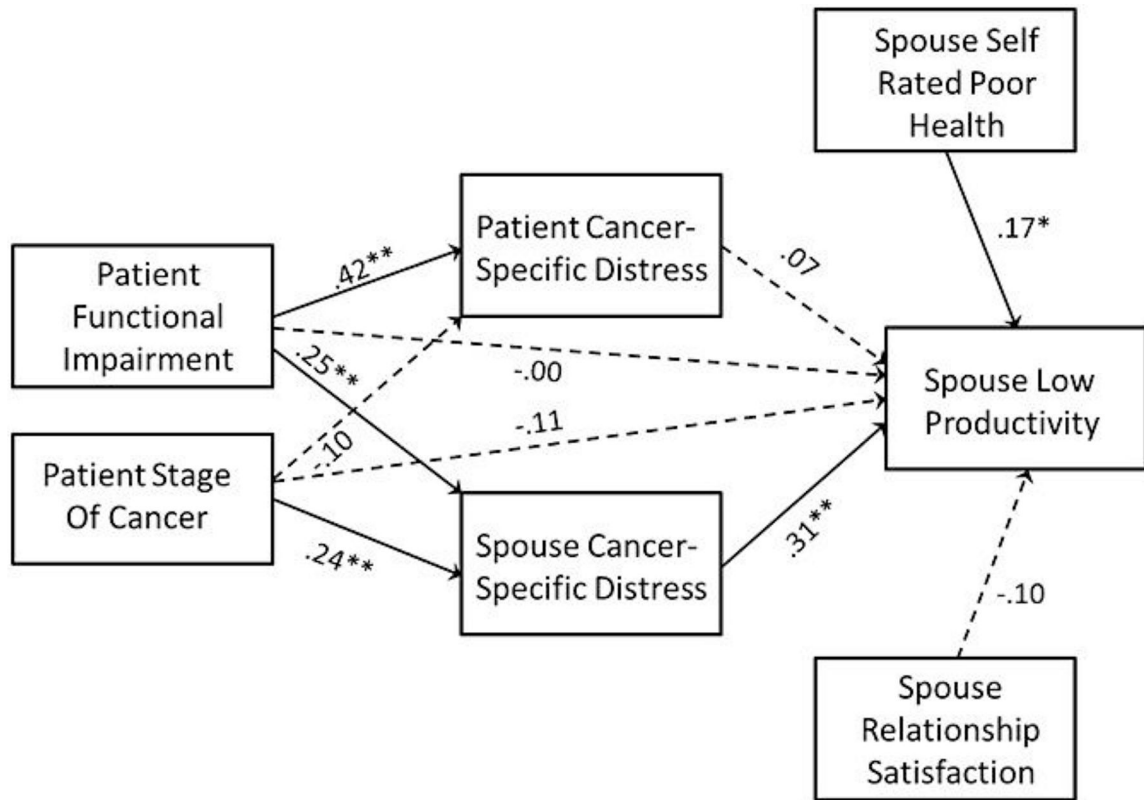 Spouse Self
Rated Poor
Health
.17*
Patient Cancer-
Specific Distress
.07
Patient
Functional
Impairment
.42**
.25**
-.00
-.11
-.10
Spouse Low
Productivity
Patient Stage
Of Cancer
.24**
Spouse Cancer-
Specific Distress
.31**
-.10
Spouse
Relationship
Satisfaction